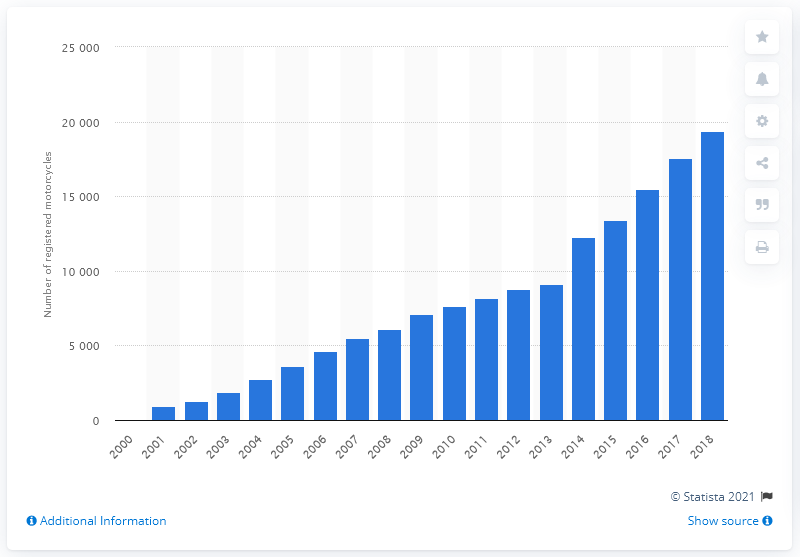 25 000
20 000
15 000
10 000
5 000
0
Number of registered motorcycles
2000 2001 2002 2003 2004 2005 2006 2007 2008 2009 2010 2011 2012 2013 2014 2015 2016 2017 2018
© Statista 2021
Additional Information
Show source